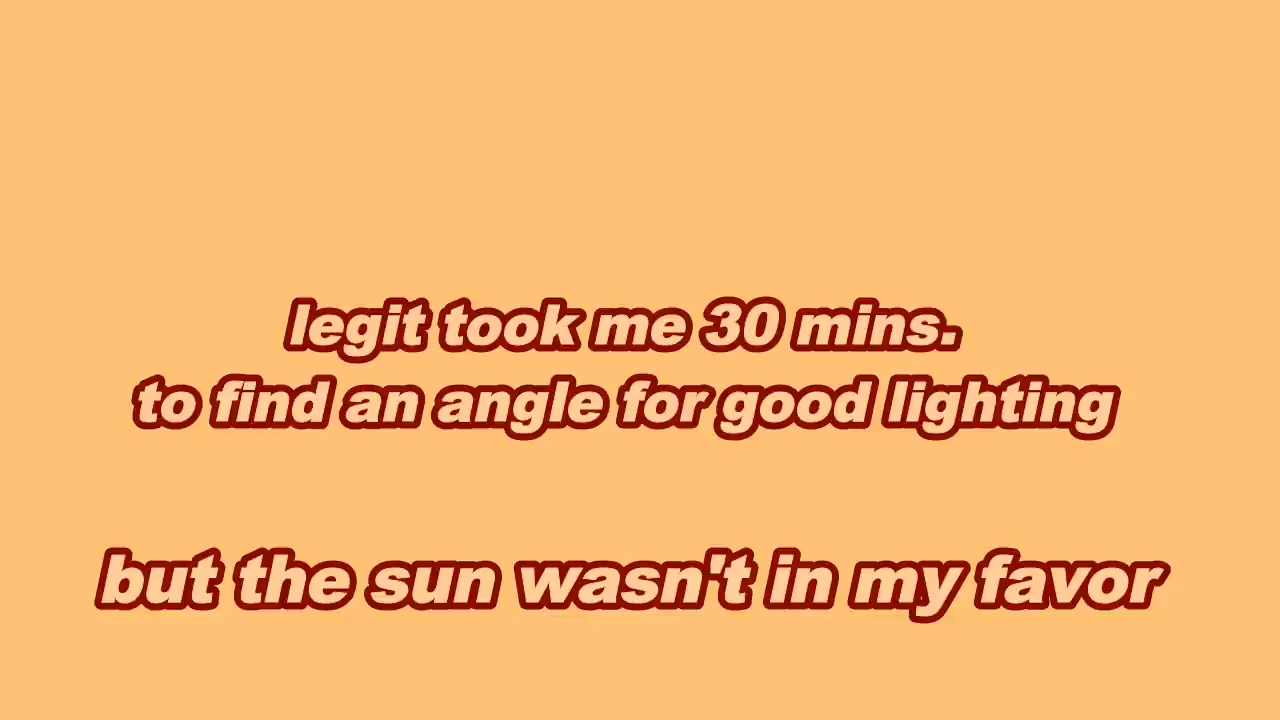 legit took me 30 mins.
to find an angle for good lighting
but the sun wasn't in my favor